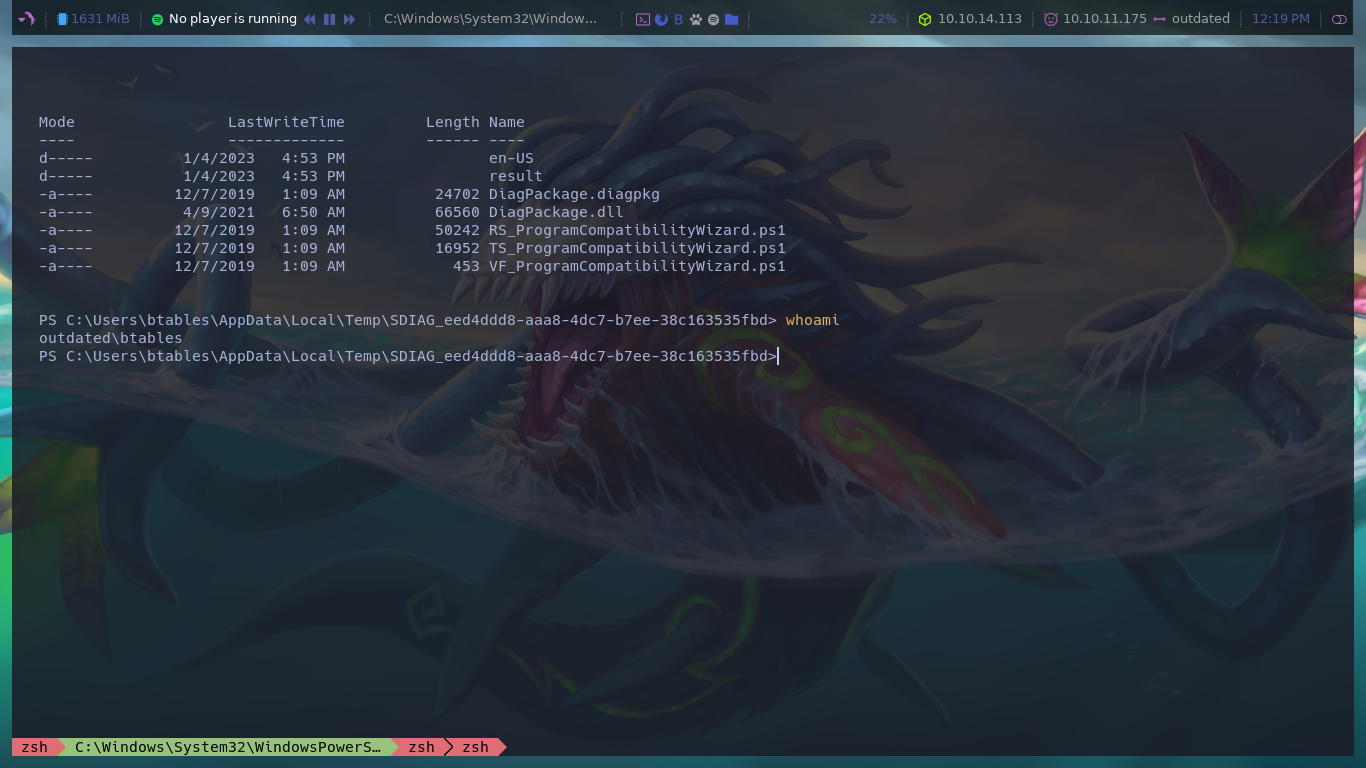 1631 MiB No player is running C:\Windows\System32\Window... B 22% 10.10.14.113 10.10.11.175 outdated 12:19 PM
Mode LastWriteTime Length Name
---- ------------- ------ ----
d----- 1/4/2023 4:53 PM en-US
d----- 1/4/2023 4:53 PM result
-a---- 12/7/2019 1:09 AM 24702 DiagPackage.diagpkg
-a---- 4/9/2021 6:50 AM 66560 DiagPackage.dll
-a---- 12/7/2019 1:09 AM 50242 RS_ProgramCompatibilityWizard.ps1
-a---- 12/7/2019 1:09 AM 16952 TS_ProgramCompatibilityWizard.ps1
-a---- 12/7/2019 1:09 AM 453 VF_ProgramCompatibilityWizard.ps1
PS C:\Users\btables\AppData\Local\Temp\SDIAG_eed4ddd8-aaa8-4dc7-b7ee-38c163535fbd> whoami
outdated\btables
PS C:\Users\btables\AppData\Local\Temp\SDIAG_eed4ddd8-aaa8-4dc7-b7ee-38c163535fbd>
zsh C:\Windows\System32\WindowsPowerS… zsh zsh